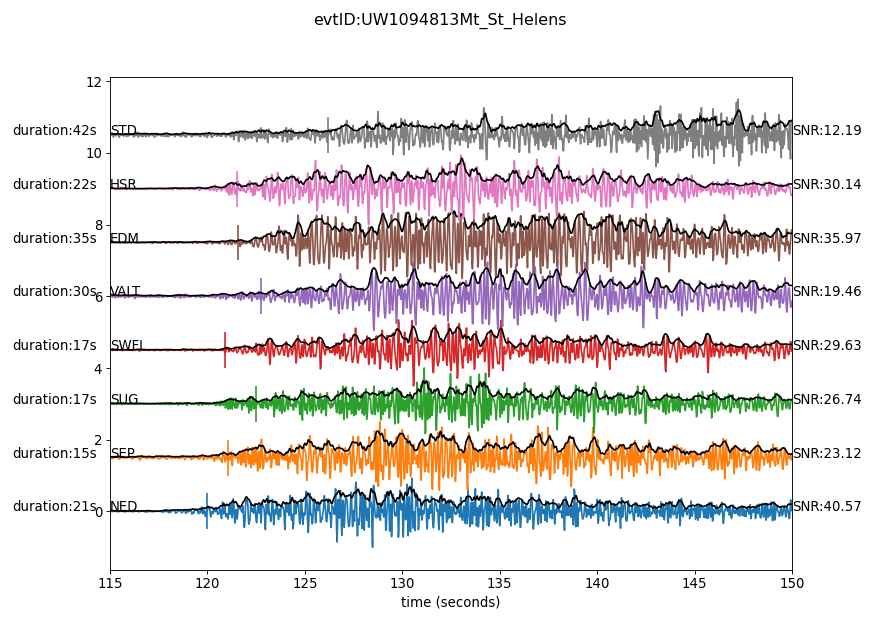 evtID:UW1094813Mt_St_Helens
12
duration:42s STD SNR:12.19
10
duration:22s HSR SNR:30.14
8
duration:35s EDM SNR:35.97
duration:30s VALT SNR:19.46
6
duration:17s SWFL SNR:29.63
4
duration:17s SUG SNR:26.74
2
duration:15s SEP SNR:23.12
duration:21s NED SNR:40.57
0
115 120 125 130 135 140 145 150
time (seconds)